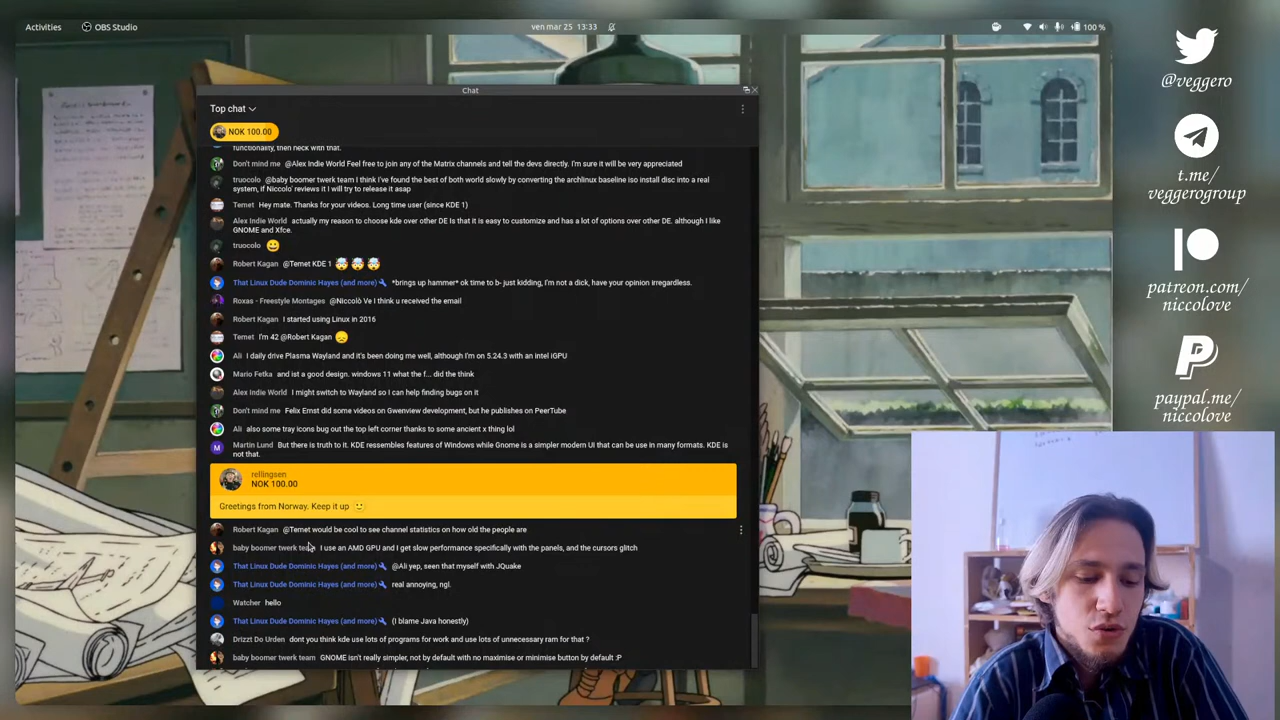 Activities
OBS Studio
ven mar 25 13:33
100 %
Chat
Top chat
NOK 100.00
functionality, then heck with that.
Don't mind me @Alex Indie World Feel free to join any of the Matrix channels and tell the devs directly. I'm sure it will be very appreciated
truocolo @baby boomer twerk team I think I've found the best of both world slowly by converting the archlinux baseline iso install disc into a real
system, if Niccolo' reviews it I will try to release it asap
Temet Hey mate. Thanks for your videos. Long time user (since KDE 1)
Alex Indie World actually my reason to choose kde over other DE Is that it is easy to customize and has a lot of options over other DE. although I like
GNOME and Xfce.
truocolo 😀
Robert Kagan @Temet KDE 1 🤯 🤯 🤯
That Linux Dude Dominic Hayes (and more) *brings up hammer* ok time to b- just kidding, I'm not a dick, have your opinion irregardless.
Roxas - Freestyle Montages @Niccolò Ve I think u received the email
Robert Kagan I started using Linux in 2016
Temet I'm 42 @Robert Kagan 😞
Ali I daily drive Plasma Wayland and it's been doing me well, although I'm on 5.24.3 with an intel iGPU
Mario Fetka and ist a good design. windows 11 what the f... did the think
Alex Indie World I might switch to Wayland so I can help finding bugs on it
Don't mind me Felix Ernst did some videos on Gwenview development, but he publishes on PeerTube
Ali also some tray icons bug out the top left corner thanks to some ancient x thing lol
Martin Lund But there is truth to it. KDE ressembles features of Windows while Gnome is a simpler modern UI that can be use in many formats. KDE is
not that.
rellingsen
NOK 100.00
Greetings from Norway. Keep it up 🙂
Robert Kagan @Temet would be cool to see channel statistics on how old the people are
baby boomer twerk team I use an AMD GPU and I get slow performance specifically with the panels, and the cursors glitch
That Linux Dude Dominic Hayes (and more) @Ali yep, seen that myself with JQuake
That Linux Dude Dominic Hayes (and more) real annoying, ngl.
Watcher hello
That Linux Dude Dominic Hayes (and more) (I blame Java honestly)
Drizzt Do Urden dont you think kde use lots of programs for work and use lots of unnecessary ram for that ?
baby boomer twerk team GNOME isn't really simpler, not by default with no maximise or minimise button by default :P
@veggero
t.me/
veggerogroup
patreon.com/
niccolove
paypal.me/
niccolove